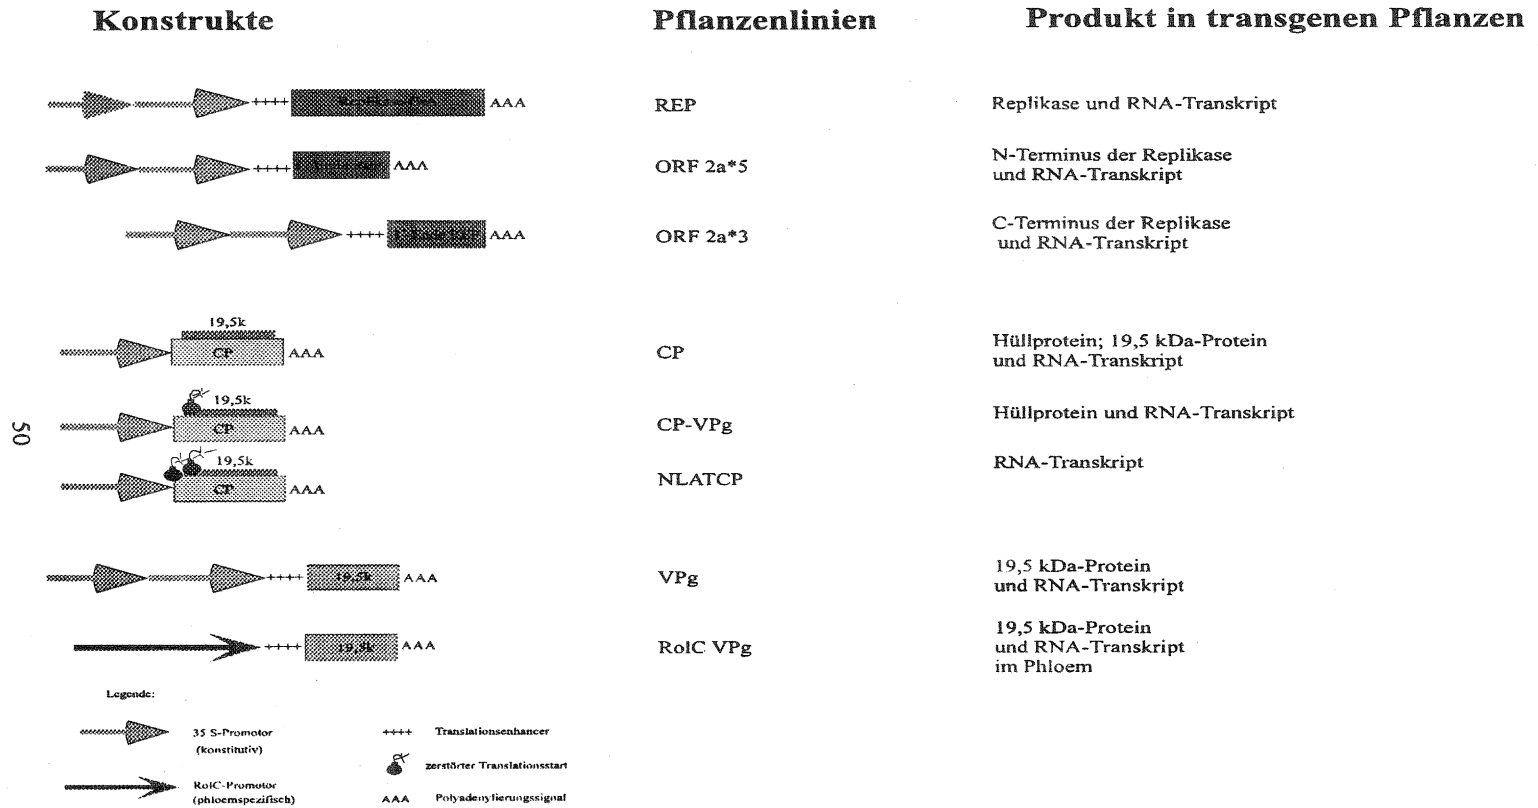 Konstrukte Pflanzenlinien Produkt in transgenen Pflanzen
AAA REP Replikase und RNA-Transkript
AAA ORF 2a*5 N-Terminus der Replikase
und RNA-Transkript
AAA ORF 2a*3 C-Terminus der Replikase
und RNA-Transkript
19,5k
CP AAA CP Hüllprotein; 19,5 kDa-Protein
und RNA-Transkript
19,5k
CP AAA CP-VPg Hüllprotein und RNA-Transkript
50
19,5k
CP AAA NLATCP RNA-Transkript
19,5k AAA VPg 19,5 kDa-Protein
und RNA-Transkript
19,5k AAA RolC VPg 19,5 kDa-Protein
und RNA-Transkript
im Phloem
Legende:
35 S-Promotor
(konstitutiv)
++++ Translationsenhancer
zerstörter Translationsstart
RolC-Promotor
(phloemspezifisch)
AAA Polyadenylierungssignal